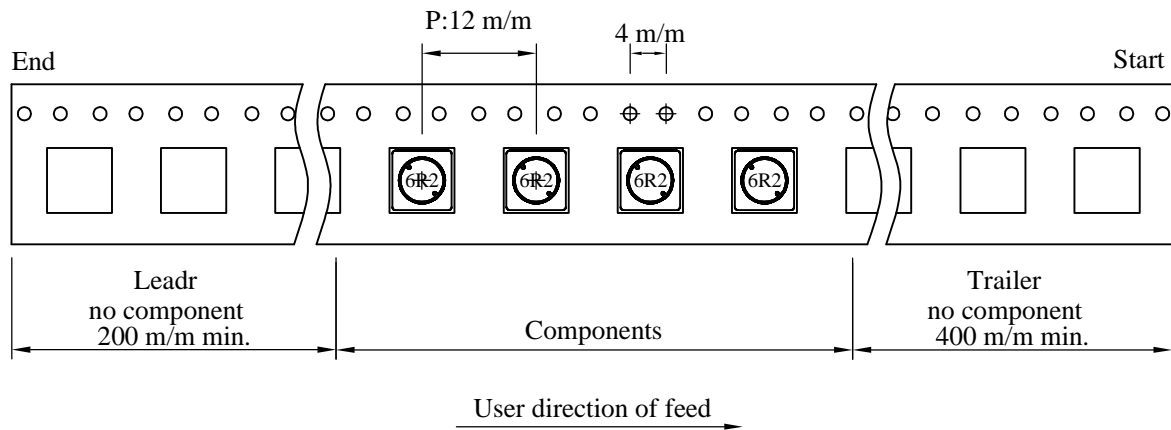 P:12 m/m
4 m/m
End
Start
6R2
6R2
6R2
6R2
Leadr
no component
200 m/m min.
Components
Trailer
no component
400 m/m min.
User direction of feed